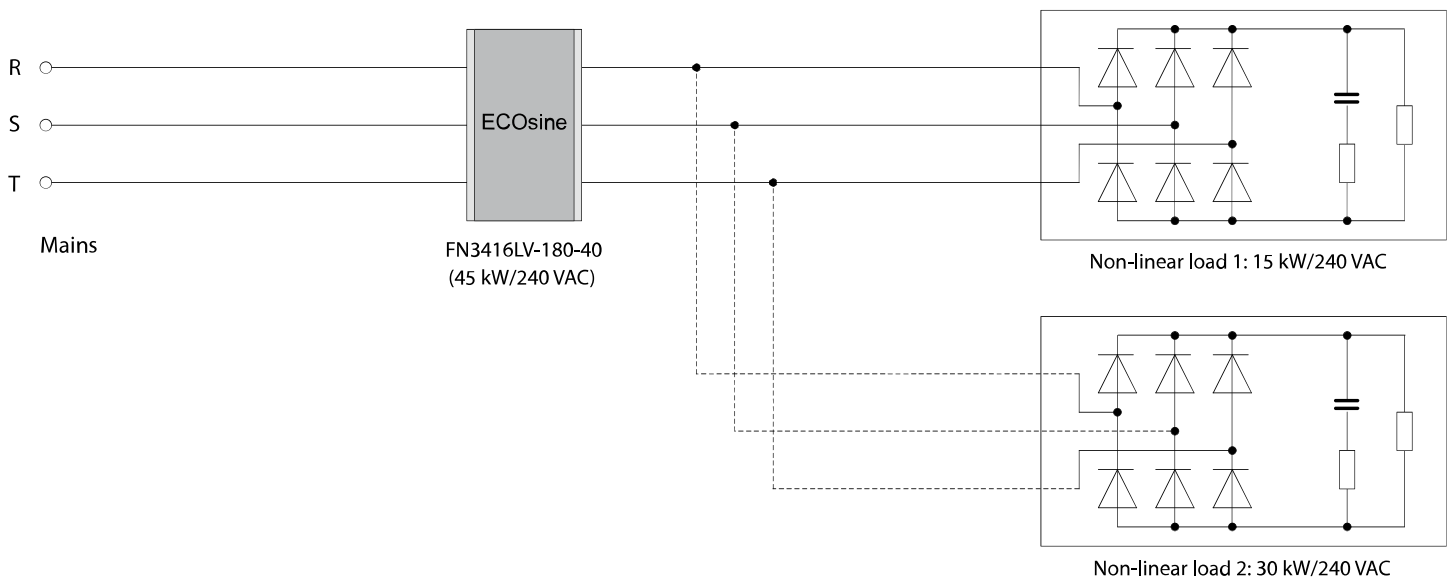 R
S
T
Mains
ECOsine
FN3416LV-180-40
(45 kW/240 VAC)
Non-linear load 1: 15 kW/240 VAC
Non-linear load 2: 30 kW/240 VAC